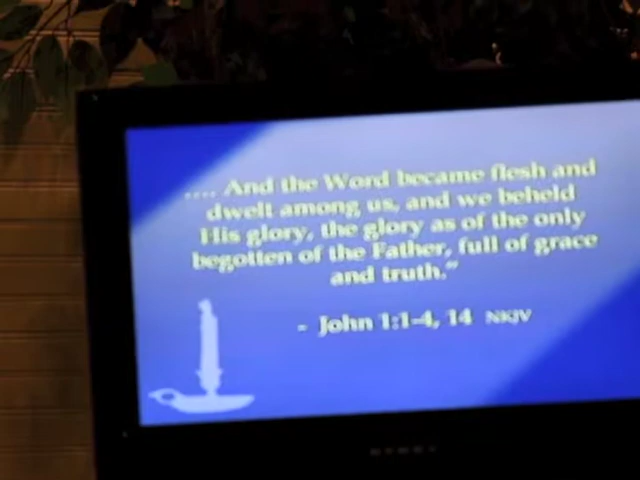 .... And the Word became flesh and
dwelt among us, and we beheld
His glory, the glory as of the only
begotten of the Father, full of grace
and truth.”
- John 1:1-4, 14 NKJV